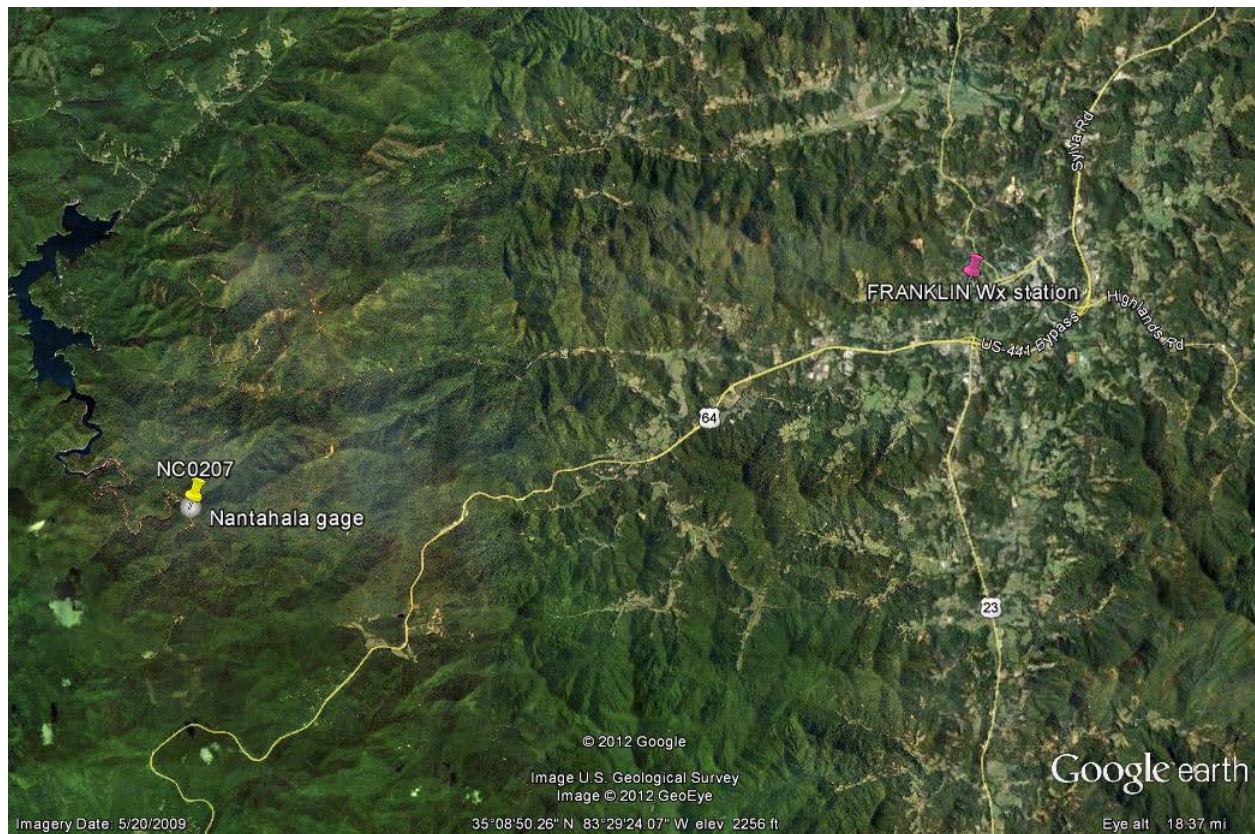 Sylva Rd
FRANKLIN Wx station
Highlands Rd
US-441 Bypass
64
NC0207
Nantahala gage
23
© 2012 Google
Image U.S. Geological Survey
Image © 2012 GeoEye
Google earth
Imagery Date: 5/20/2009
35°08'50.26" N 83°29'24.07" W elev 2256 ft
Eye alt 18.37 mi